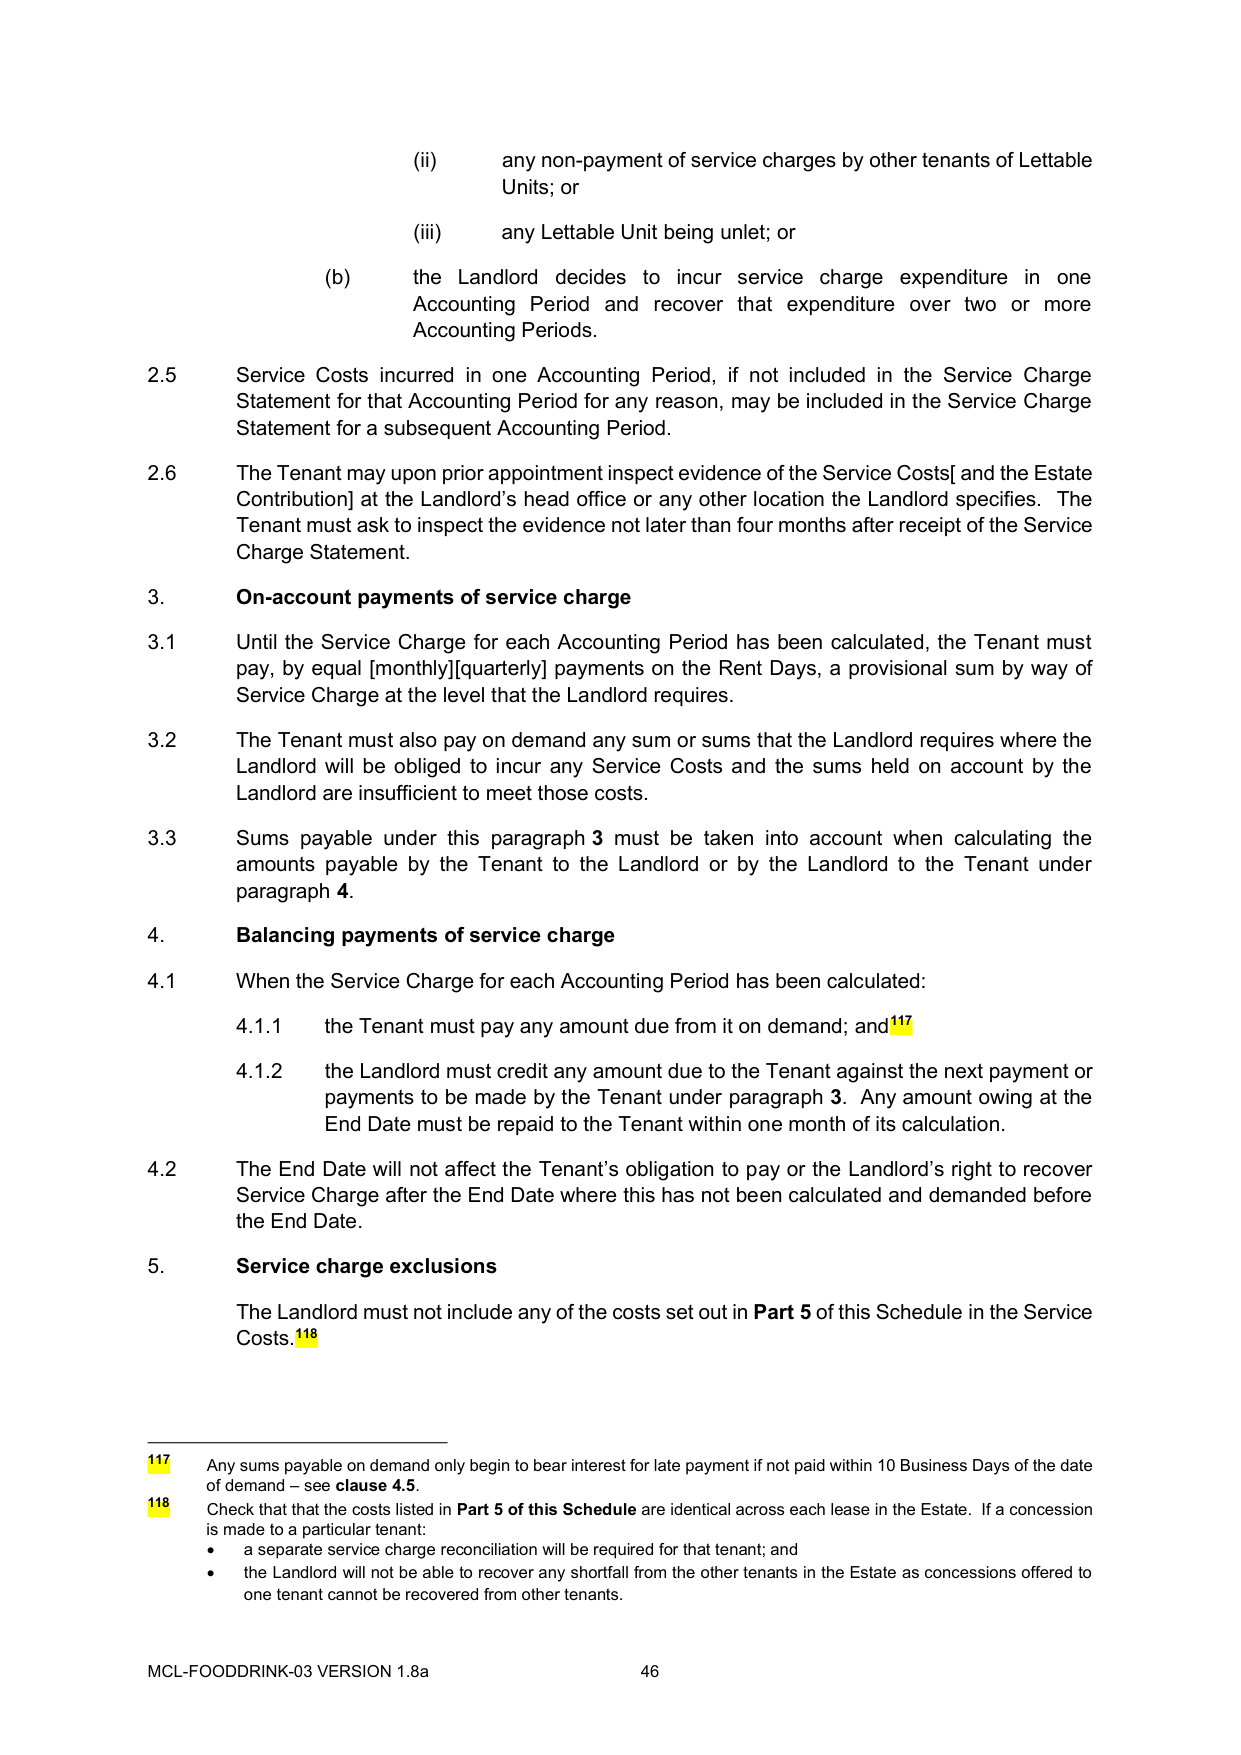 (ii) any non-payment of service charges by other tenants of Lettable
Units; or
(iii) any Lettable Unit being unlet; or
(b) the Landlord decides to incur service charge expenditure in one
Accounting Period and recover that expenditure over two or more
Accounting Periods.
2.5 Service Costs incurred in one Accounting Period, if not included in the Service Charge
Statement for that Accounting Period for any reason, may be included in the Service Charge
Statement for a subsequent Accounting Period.
2.6 The Tenant may upon prior appointment inspect evidence of the Service Costs[ and the Estate
Contribution] at the Landlord’s head office or any other location the Landlord specifies. The
Tenant must ask to inspect the evidence not later than four months after receipt of the Service
Charge Statement.
3. On-account payments of service charge
3.1 Until the Service Charge for each Accounting Period has been calculated, the Tenant must
pay, by equal [monthly][quarterly] payments on the Rent Days, a provisional sum by way of
Service Charge at the level that the Landlord requires.
3.2 The Tenant must also pay on demand any sum or sums that the Landlord requires where the
Landlord will be obliged to incur any Service Costs and the sums held on account by the
Landlord are insufficient to meet those costs.
3.3 Sums payable under this paragraph 3 must be taken into account when calculating the
amounts payable by the Tenant to the Landlord or by the Landlord to the Tenant under
paragraph 4.
4. Balancing payments of service charge
4.1 When the Service Charge for each Accounting Period has been calculated:
4.1.1 the Tenant must pay any amount due from it on demand; and117
4.1.2 the Landlord must credit any amount due to the Tenant against the next payment or
payments to be made by the Tenant under paragraph 3. Any amount owing at the
End Date must be repaid to the Tenant within one month of its calculation.
4.2 The End Date will not affect the Tenant’s obligation to pay or the Landlord’s right to recover
Service Charge after the End Date where this has not been calculated and demanded before
the End Date.
5. Service charge exclusions
The Landlord must not include any of the costs set out in Part 5 of this Schedule in the Service
Costs.118
117 Any sums payable on demand only begin to bear interest for late payment if not paid within 10 Business Days of the date
of demand – see clause 4.5.
118 Check that that the costs listed in Part 5 of this Schedule are identical across each lease in the Estate. If a concession
is made to a particular tenant:
• a separate service charge reconciliation will be required for that tenant; and
• the Landlord will not be able to recover any shortfall from the other tenants in the Estate as concessions offered to
one tenant cannot be recovered from other tenants.
MCL-FOODDRINK-03 VERSION 1.8a 46